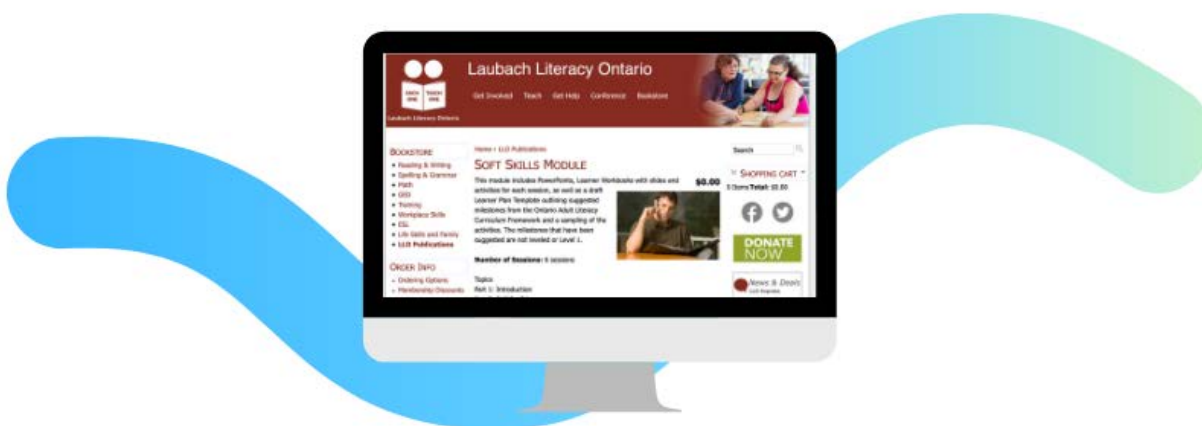 Laubach Literacy Ontario
EACH TEACH
ONE ONE
Laubach Literacy Ontario
Get Involved Teach Get Help Conference Bookstore
BOOKSTORE
Reading & Writing
Spelling & Grammar
Math
GED
Training
Workplace Skills
ESL
Life Skills and Family
LLO Publications
ORDER INFO
Ordering Options
Membership Discounts
Home › LLO Publications
SOFT SKILLS MODULE
$0.00
This module includes PowerPoints, Learner Workbooks with slides and
activities for each session, as well as a draft
Learner Plan Template outlining suggested
milestones from the Ontario Adult Literacy
Curriculum Framework and a sampling of the
activities. The milestones that have been
suggested are not leveled or Level 1.
Number of Sessions: 5 sessions
Topics
Part 1: Introduction
Search
SHOPPING CART
0 Items Total: $0.00
DONATE
NOW
News & Deals